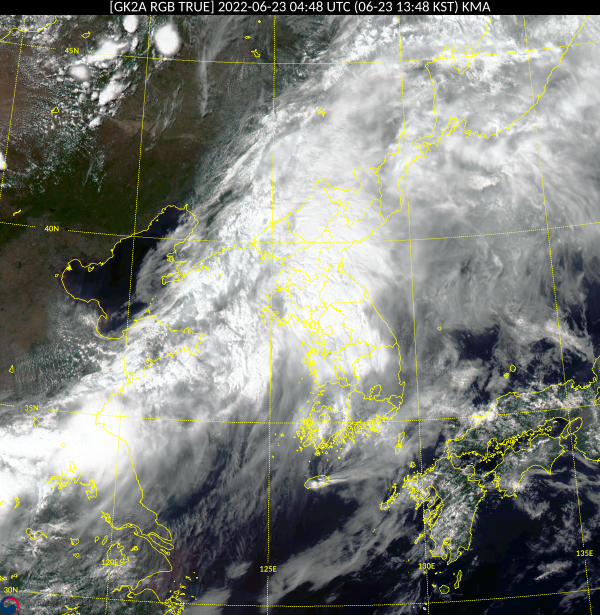 [GK2A RGB TRUE] 2022-06-23 04:48 UTC (06-23 13:48 KST) KMA
45N
40N
35N
135E
120E
125E
130E
30N